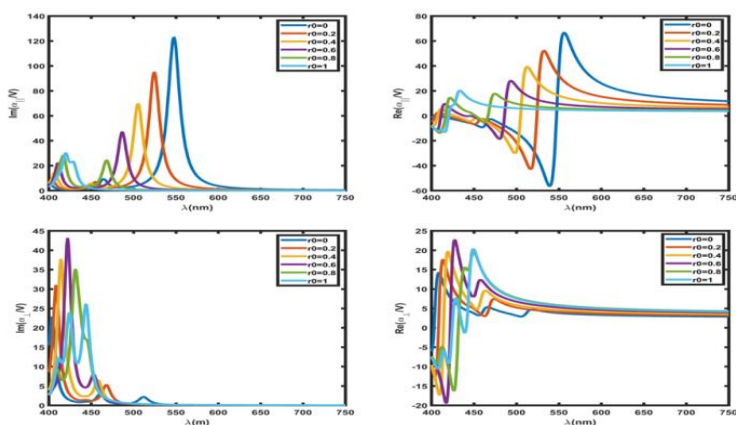 140
120
100
80
60
40
20
0
400 450 500 550 600 650 700 750
λ(nm)
Im(α||/V)
r0=0
r0=0.2
r0=0.4
r0=0.6
r0=0.8
r0=1
80
60
40
20
0
-20
-40
-60
400 450 500 550 600 650 700 750
λ(nm)
Re(α||/V)
r0=0
r0=0.2
r0=0.4
r0=0.6
r0=0.8
r0=1
45
40
35
30
25
20
15
10
5
0
400 450 500 550 600 650 700 750
λ(m)
Im(α⊥/V)
r0=0
r0=0.2
r0=0.4
r0=0.6
r0=0.8
r0=1
25
20
15
10
5
0
-5
-10
-15
-20
400 450 500 550 600 650 700 750
λ(nm)
Re(α⊥/V)
r0=0
r0=0.2
r0=0.4
r0=0.6
r0=0.8
r0=1